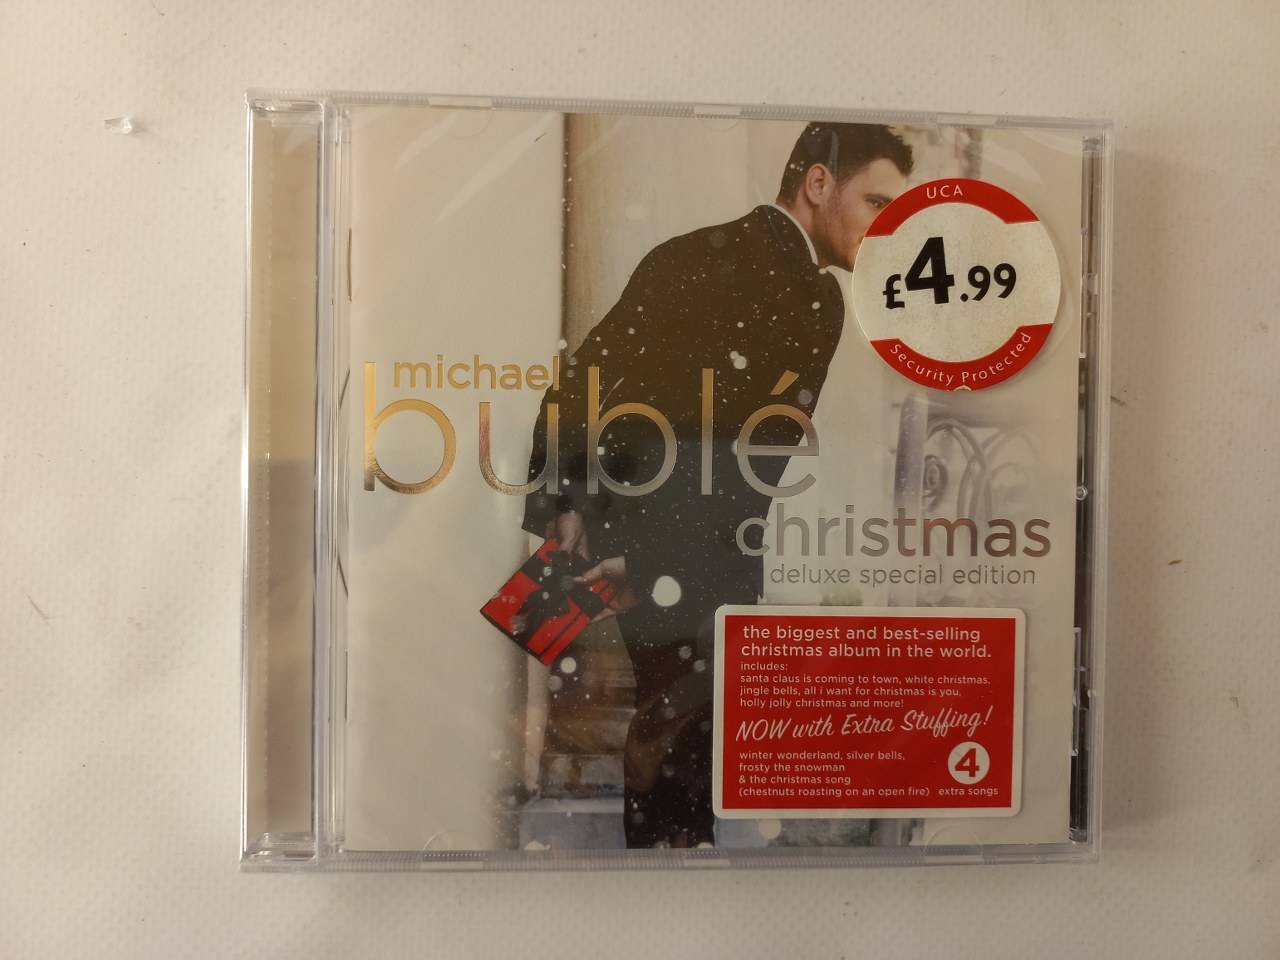 UCA
£4.99
Security Protected
michael
bublé
christmas
deluxe special edition
the biggest and best-selling
christmas album in the world.
includes:
santa claus is coming to town, white christmas,
jingle bells, all i want for christmas is you,
holly jolly christmas and more!
NOW with Extra Stuffing!
winter wonderland, silver bells,
frosty the snowman
& the christmas song
(chestnuts roasting on an open fire)
4
extra songs